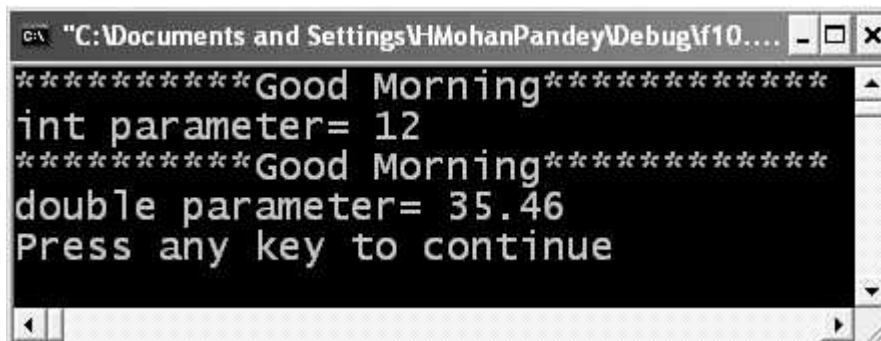 "C:\Documents and Settings\HMohanPandey\Debug\f10....
**********Good Morning************
int parameter= 12
**********Good Morning************
double parameter= 35.46
Press any key to continue